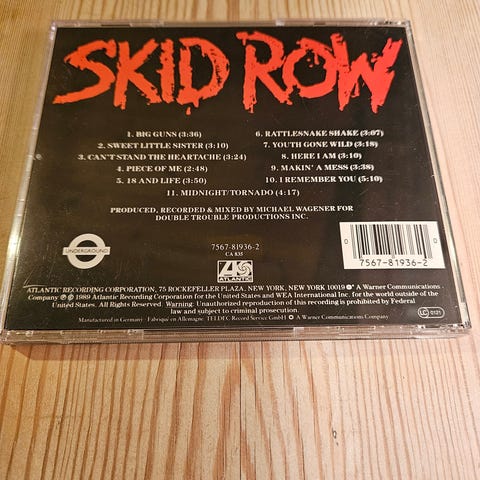 SKID ROW
1. BIG GUNS (3:36)
2. SWEET LITTLE SISTER (3:10)
3. CAN'T STAND THE HEARTACHE (3:24)
4. PIECE OF ME (2:48)
5. 18 AND LIFE (3:50)
6. RATTLESNAKE SHAKE (3:07)
7. YOUTH GONE WILD (3:18)
8. HERE I AM (3:10)
9. MAKIN' A MESS (3:38)
10. I REMEMBER YOU (5:10)
11. MIDNIGHT/TORNADO (4:17)
PRODUCED, RECORDED & MIXED BY MICHAEL WAGENER FOR
DOUBLE TROUBLE PRODUCTIONS INC.
UNDERGROUND
7567-81936-2
CA 835
ATLANTIC
0 7567-81936-2
ATLANTIC RECORDING CORPORATION, 75 ROCKEFELLER PLAZA, NEW YORK, NEW YORK 10019 A Warner Communications
Company ℗ © 1989 Atlantic Recording Corporation for the United States and WEA International Inc. for the world outside of the
United States. All Rights Reserved. Warning. Unauthorized reproduction of this recording is prohibited by Federal
law and subject to criminal prosecution.
Manufactured in Germany · Fabriqué en Allemagne. TELDEC Record Service GmbH A Warner Communications Company
LC 0121